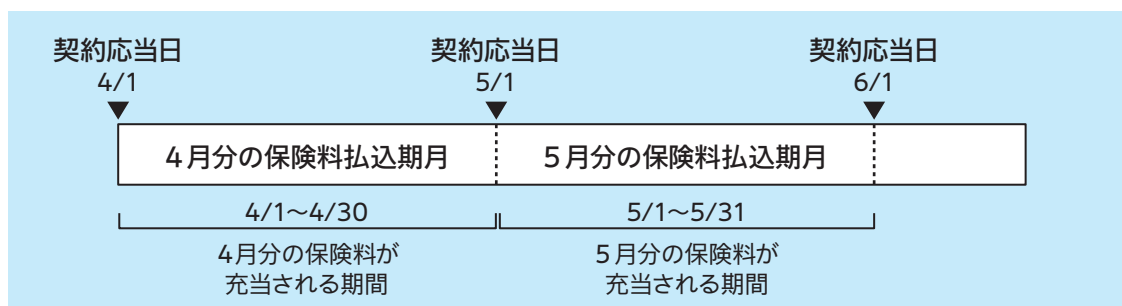 契約応当日 契約応当日 契約応当日
4/1 5/1 6/1
4月分の保険料払込期月 5月分の保険料払込期月
4/1～4/30 5/1～5/31
4月分の保険料が 5月分の保険料が
充当される期間 充当される期間